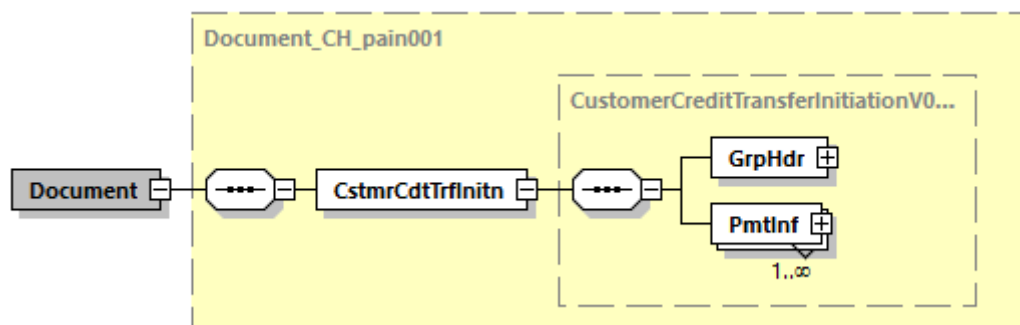 Document_CH_pain001
CustomerCreditTransferInitiationV0...
GrpHdr
Document
CstmrCdtTrfInitn
PmtInf
1..∞